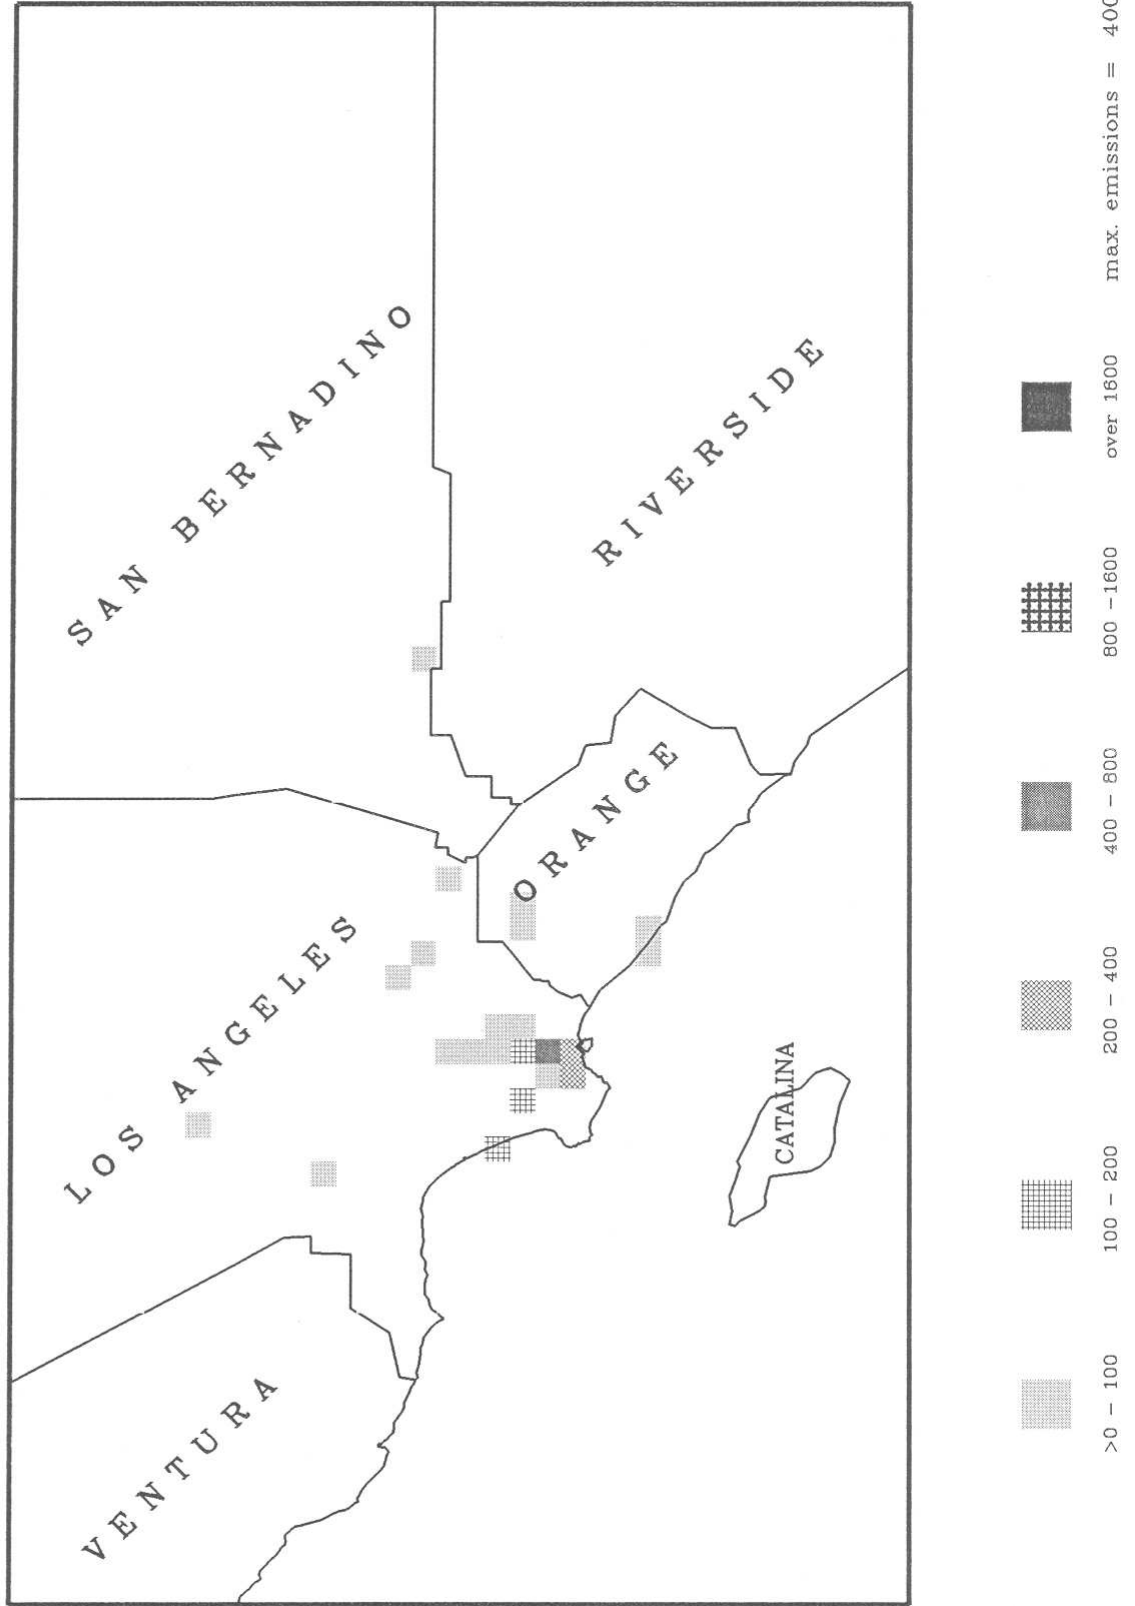 VENTURA
LOS ANGELES
SAN BERNADINO
ORANGE
RIVERSIDE
CATALINA
>0 - 100
100 - 200
200 - 400
400 - 800
800 -1600
over 1600
max. emissions =